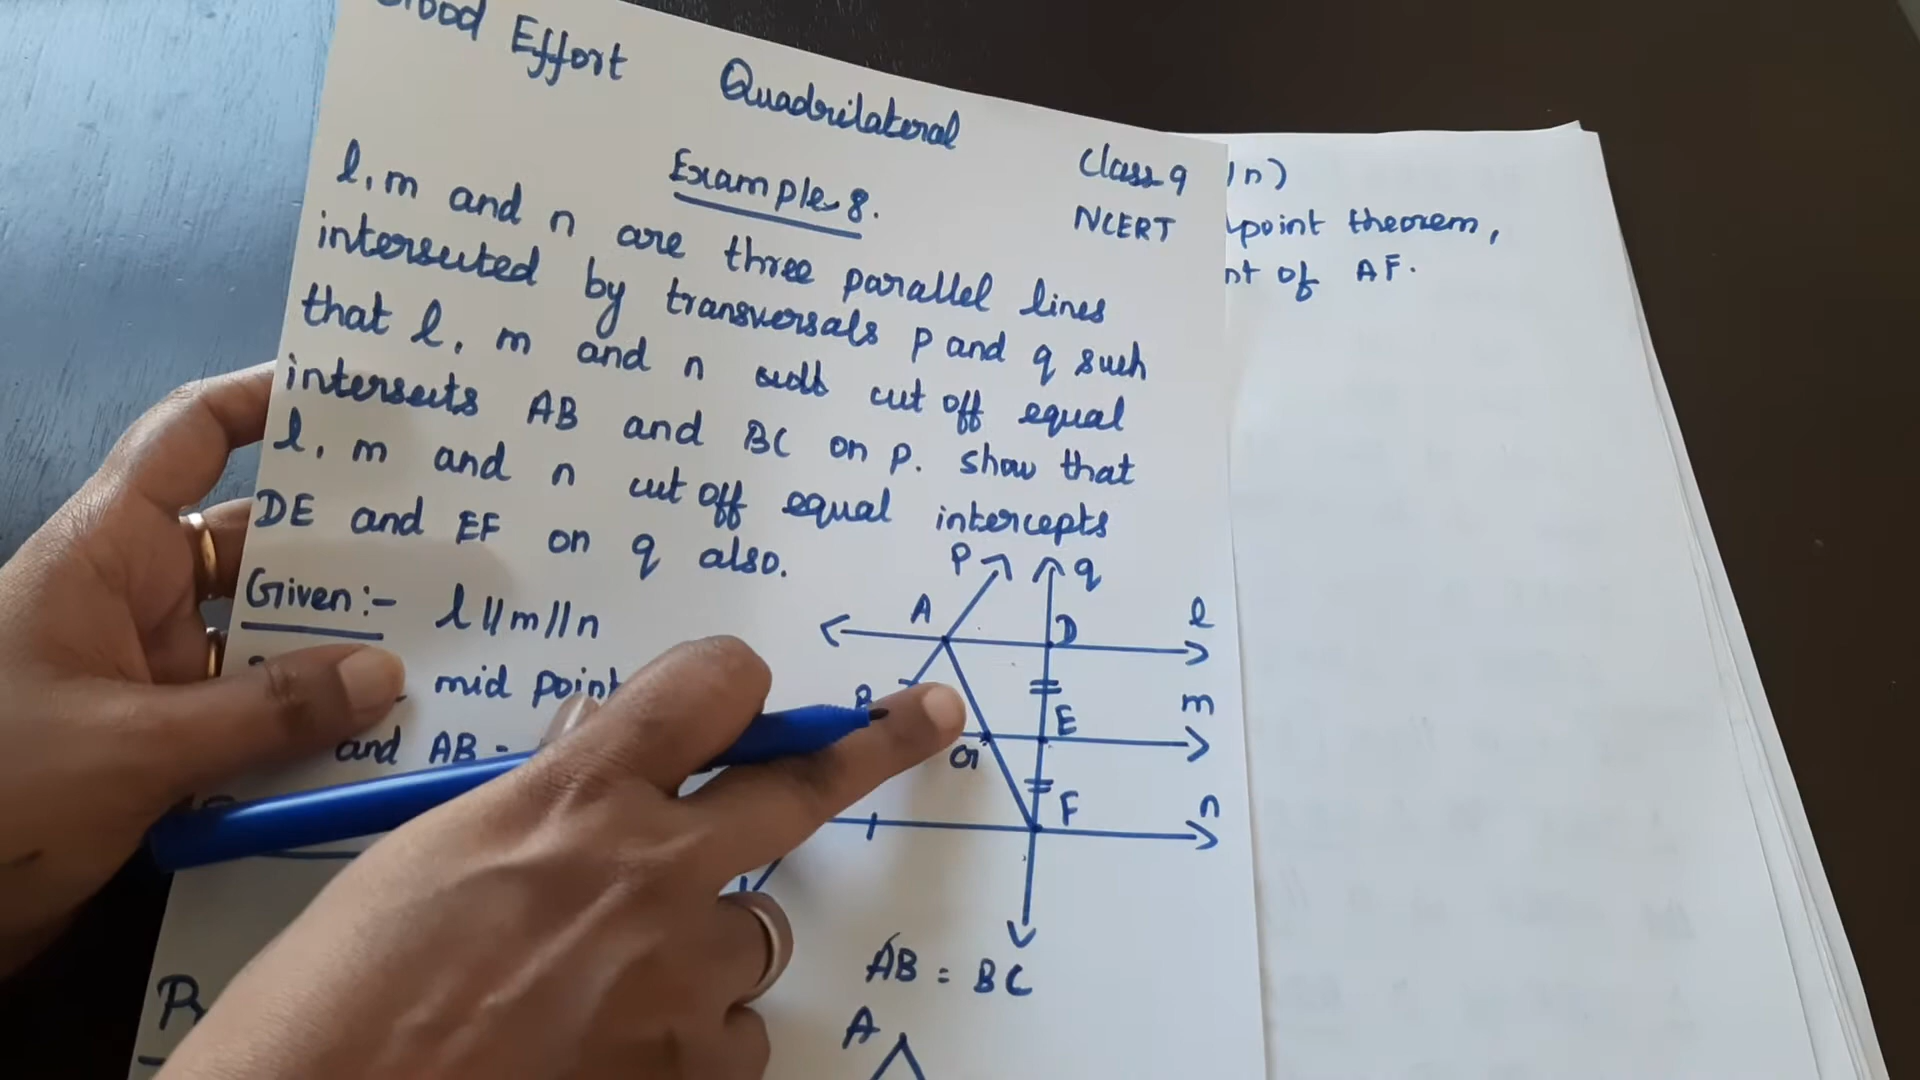 Good Effort Quadrilateral Class 9
Example 8. NCERT
l, m and n are three parallel lines
intersected by transversals p and q such
that l, m and n cut off equal
intersects AB and BC on p. show that
l, m and n cut off equal intercepts
DE and EF on q also.
Given:- l || m // n
mid point
and AB =
P q
A D l
B E m
G
F n
AB = BC
A
n)
point theorem,
of AF.